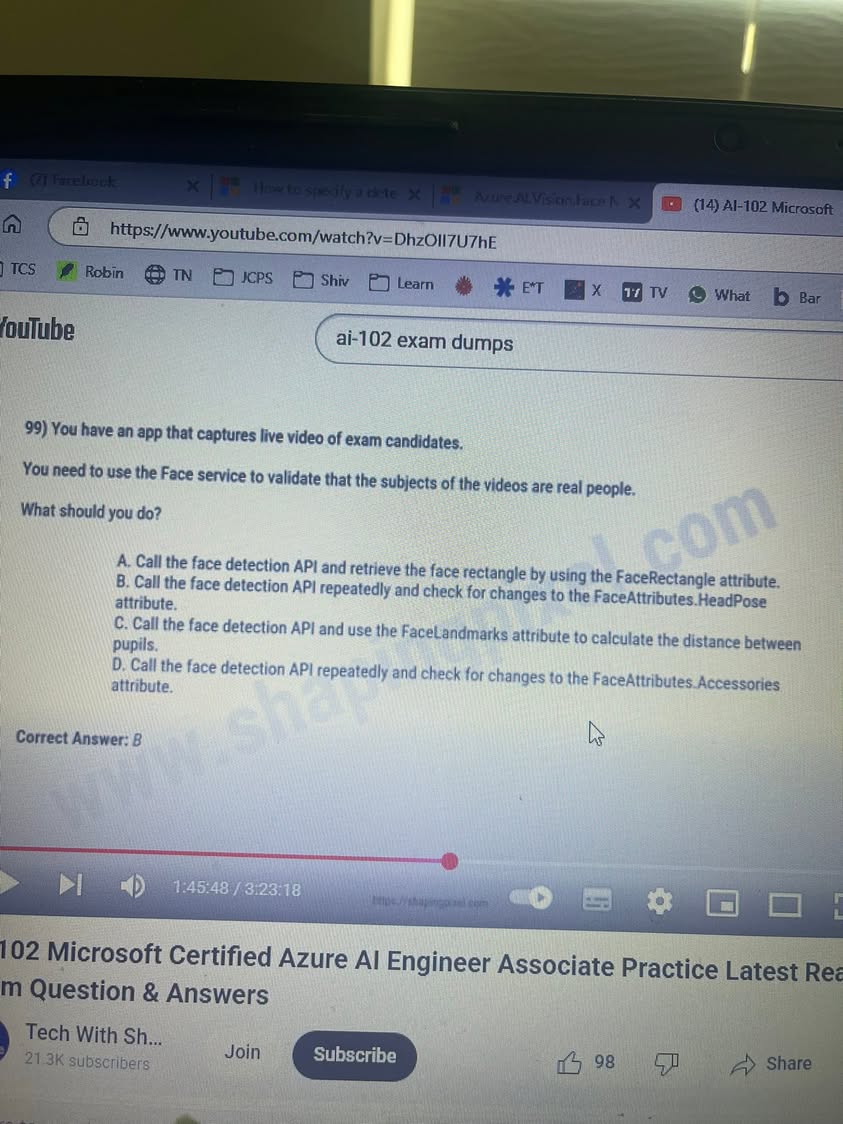 (7) Facebook
How to specify a dete
Azure.AI.Vision.Face N
(14) AI-102 Microsoft
https://www.youtube.com/watch?v=DhzOII7U7hE
TCS Robin TN JCPS Shiv Learn E*T X TV What Bar
YouTube
ai-102 exam dumps
99) You have an app that captures live video of exam candidates.
You need to use the Face service to validate that the subjects of the videos are real people.
What should you do?
A. Call the face detection API and retrieve the face rectangle by using the FaceRectangle attribute.
B. Call the face detection API repeatedly and check for changes to the FaceAttributes.HeadPose
attribute.
C. Call the face detection API and use the FaceLandmarks attribute to calculate the distance between
pupils.
D. Call the face detection API repeatedly and check for changes to the FaceAttributes.Accessories
attribute.
Correct Answer: B
www.shapingpixel.com
1:45:48 / 3:23:18
https://shapingpixel.com
102 Microsoft Certified Azure AI Engineer Associate Practice Latest Rea
m Question & Answers
Tech With Sh...
21.3K subscribers
Join
Subscribe
98
Share